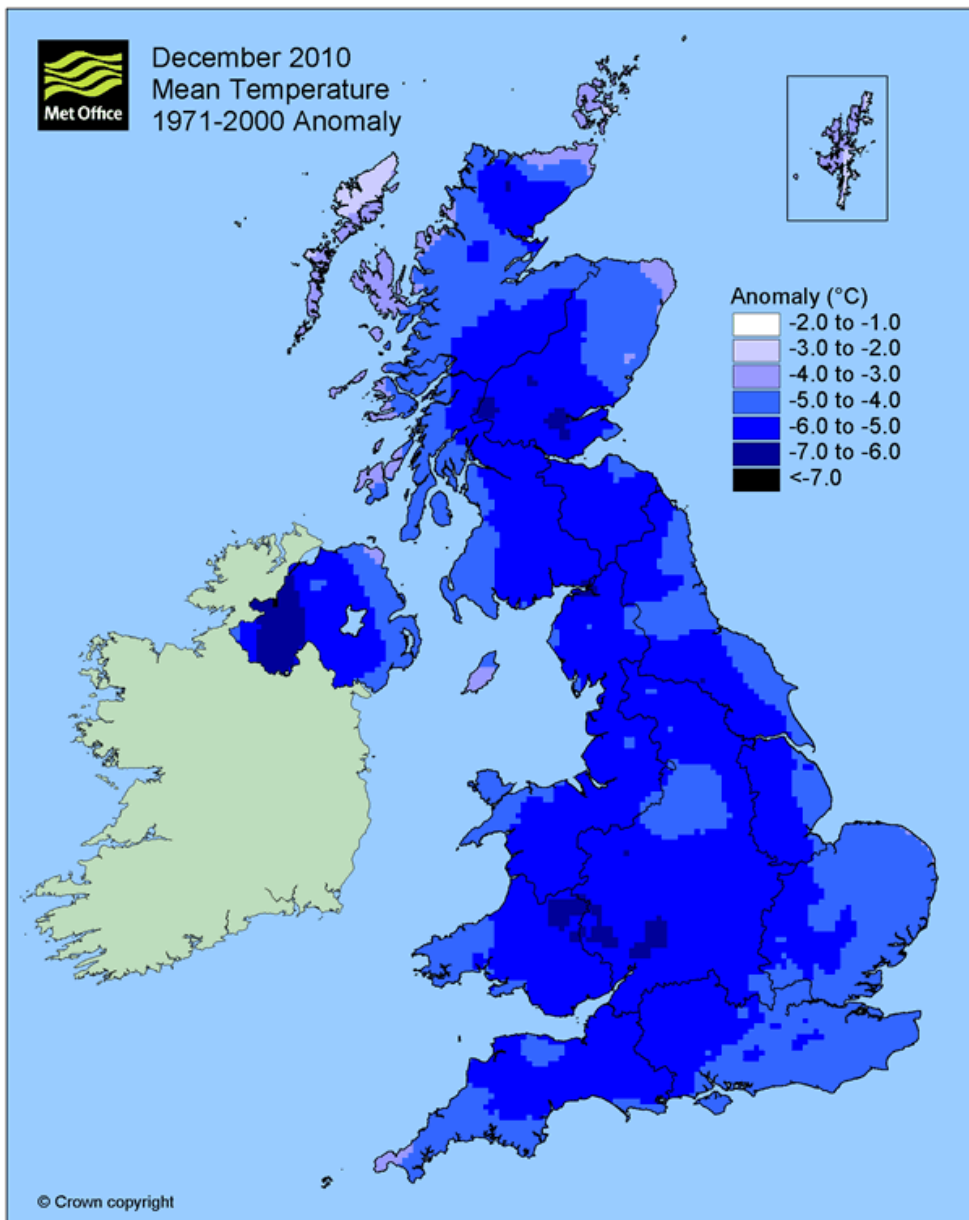 Met Office
December 2010
Mean Temperature
1971-2000 Anomaly
Anomaly (°C)
-2.0 to -1.0
-3.0 to -2.0
-4.0 to -3.0
-5.0 to -4.0
-6.0 to -5.0
-7.0 to -6.0
<-7.0
© Crown copyright